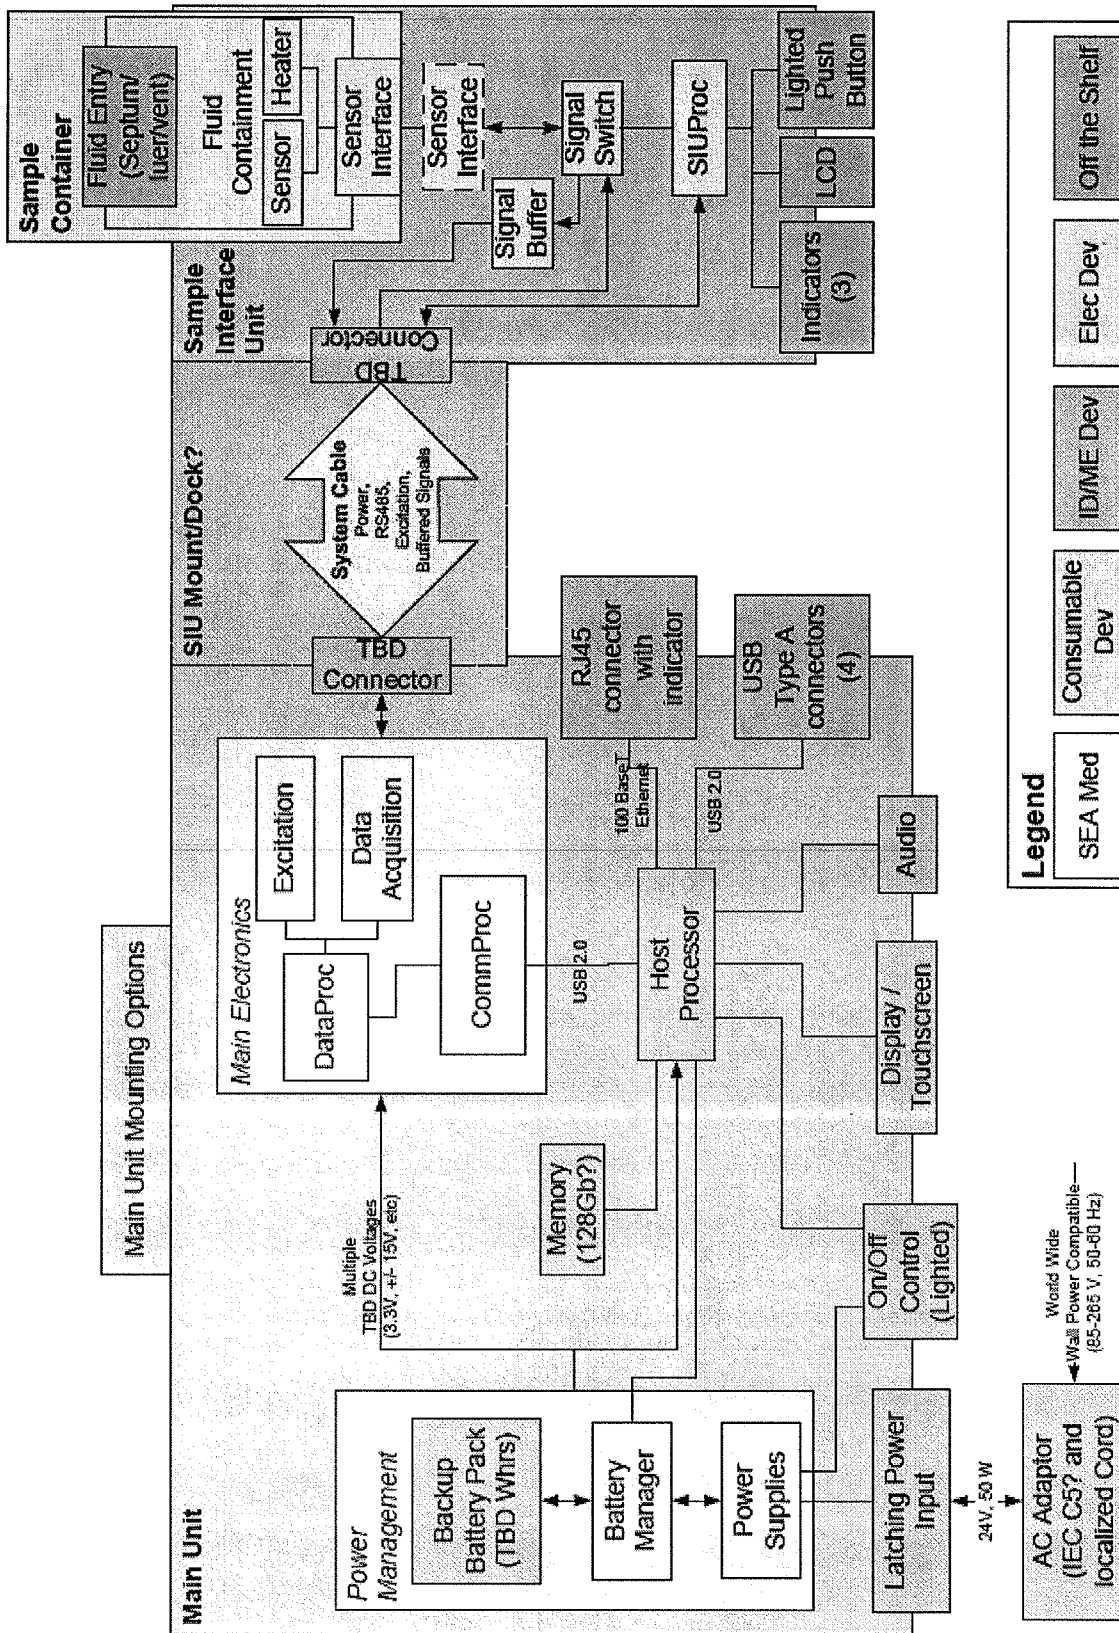 Main Unit Mounting Options
Main Unit
Power
Management
Backup
Battery Pack
(TBD Whrs)
Battery
Manager
Power
Supplies
Latching Power
Input
24V, 50 W
AC Adaptor
(IEC C5? and
localized Cord)
World Wide
Wall Power Compatible
(85-265 V, 50-60 Hz)
Multiple
TBD DC Voltages
(3.3V, +/- 15V, etc)
Memory
(128Gb?)
On/Off
Control
(Lighted)
Main Electronics
DataProc
Excitation
Data
Acquisition
CommProc
USB 2.0
Host
Processor
Display /
Touchscreen
Audio
100 BaseT
Ethernet
USB 2.0
RJ45
connector
with
indicator
USB
Type A
connectors
(4)
SIU Mount/Dock?
TBD
Connector
System Cable
Power,
RS485,
Excitation,
Buffered Signals
TBD
Connector
Sample
Interface
Unit
Signal
Buffer
Signal
Switch
Sensor
Interface
SIUProc
Indicators
(3)
LCD
Lighted
Push
Button
Sample
Container
Fluid Entry
(Septum/
luer/vent)
Fluid
Containment
Sensor
Heater
Sensor
Interface
Legend
SEA Med
Consumable
Dev
ID/ME Dev
Elec Dev
Off the Shelf